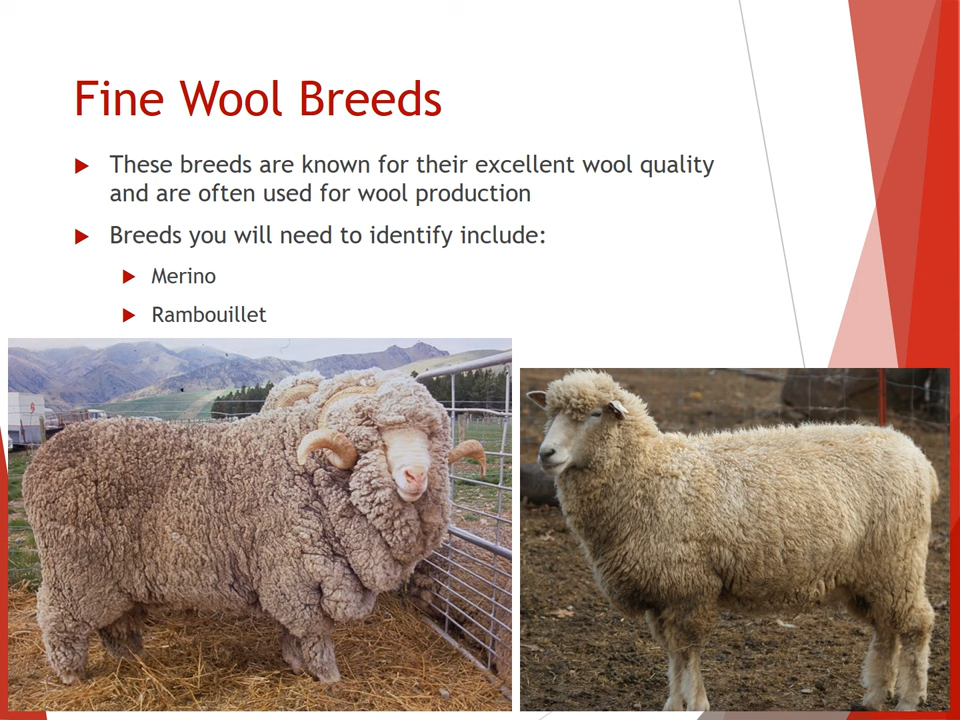 Fine Wool Breeds
These breeds are known for their excellent wool quality
and are often used for wool production
Breeds you will need to identify include:
Merino
Rambouillet